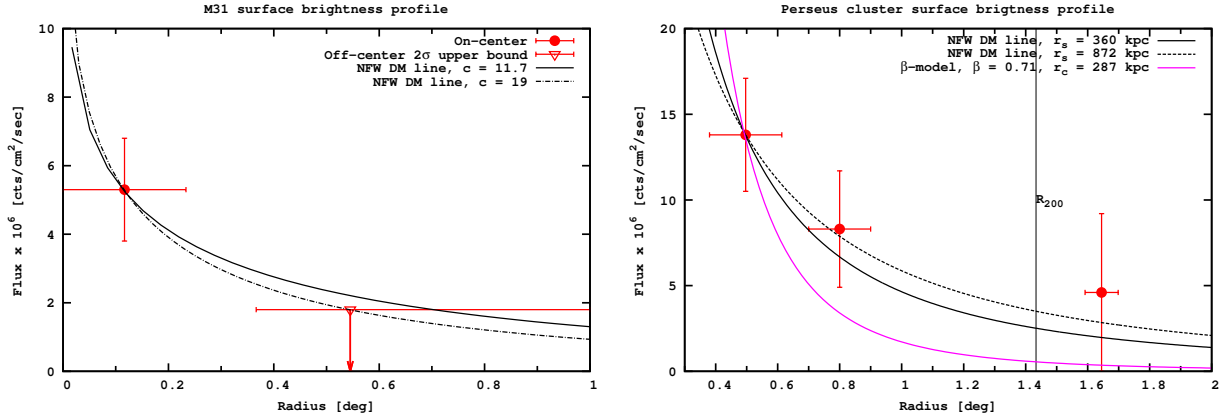 M31 surface brightness profile
Flux x 10^6 [cts/cm^2/sec]
10
8
6
4
2
0
On-center
Off-center 2σ upper bound
NFW DM line, c = 11.7
NFW DM line, c = 19
0 0.2 0.4 0.6 0.8 1
Radius [deg]
Perseus cluster surface brigtness profile
Flux x 10^6 [cts/cm^2/sec]
20
15
10
5
0
NFW DM line, r_s = 360 kpc
NFW DM line, r_s = 872 kpc
β-model, β = 0.71, r_c = 287 kpc
R_200
0.4 0.6 0.8 1 1.2 1.4 1.6 1.8 2
Radius [deg]